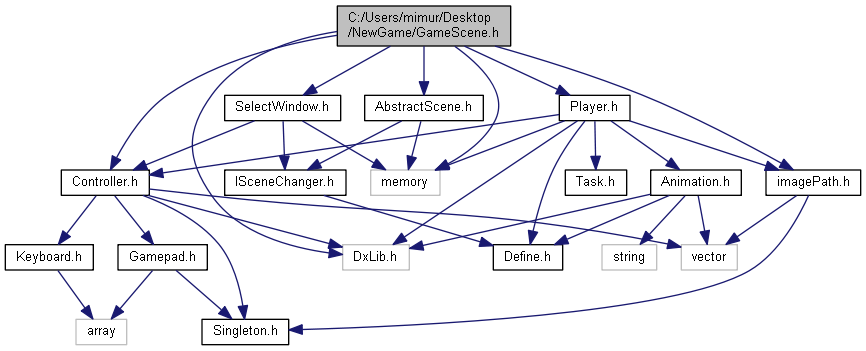 C:/Users/mimur/Desktop
/NewGame/GameScene.h
SelectWindow.h
AbstractScene.h
Player.h
Controller.h
ISceneChanger.h
memory
Task.h
Animation.h
imagePath.h
Keyboard.h
Gamepad.h
DxLib.h
Define.h
string
vector
array
Singleton.h